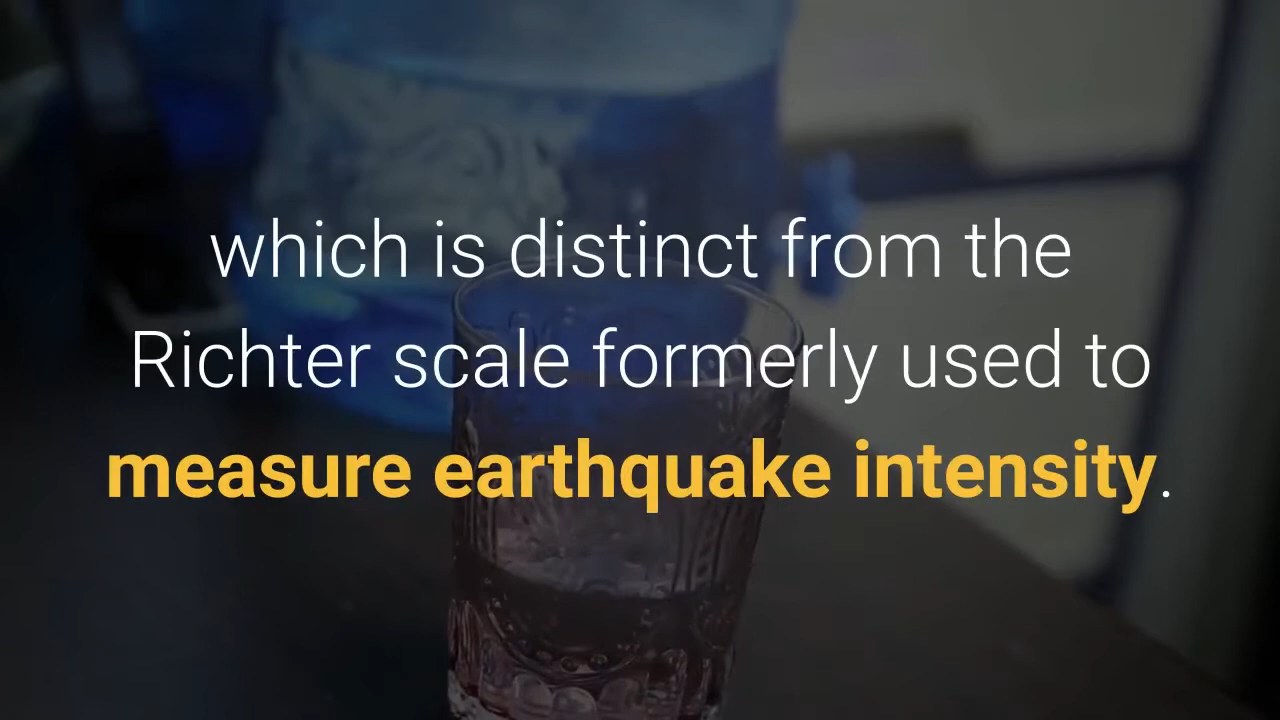 which is distinct from the
Richter scale formerly used to
measure earthquake intensity.